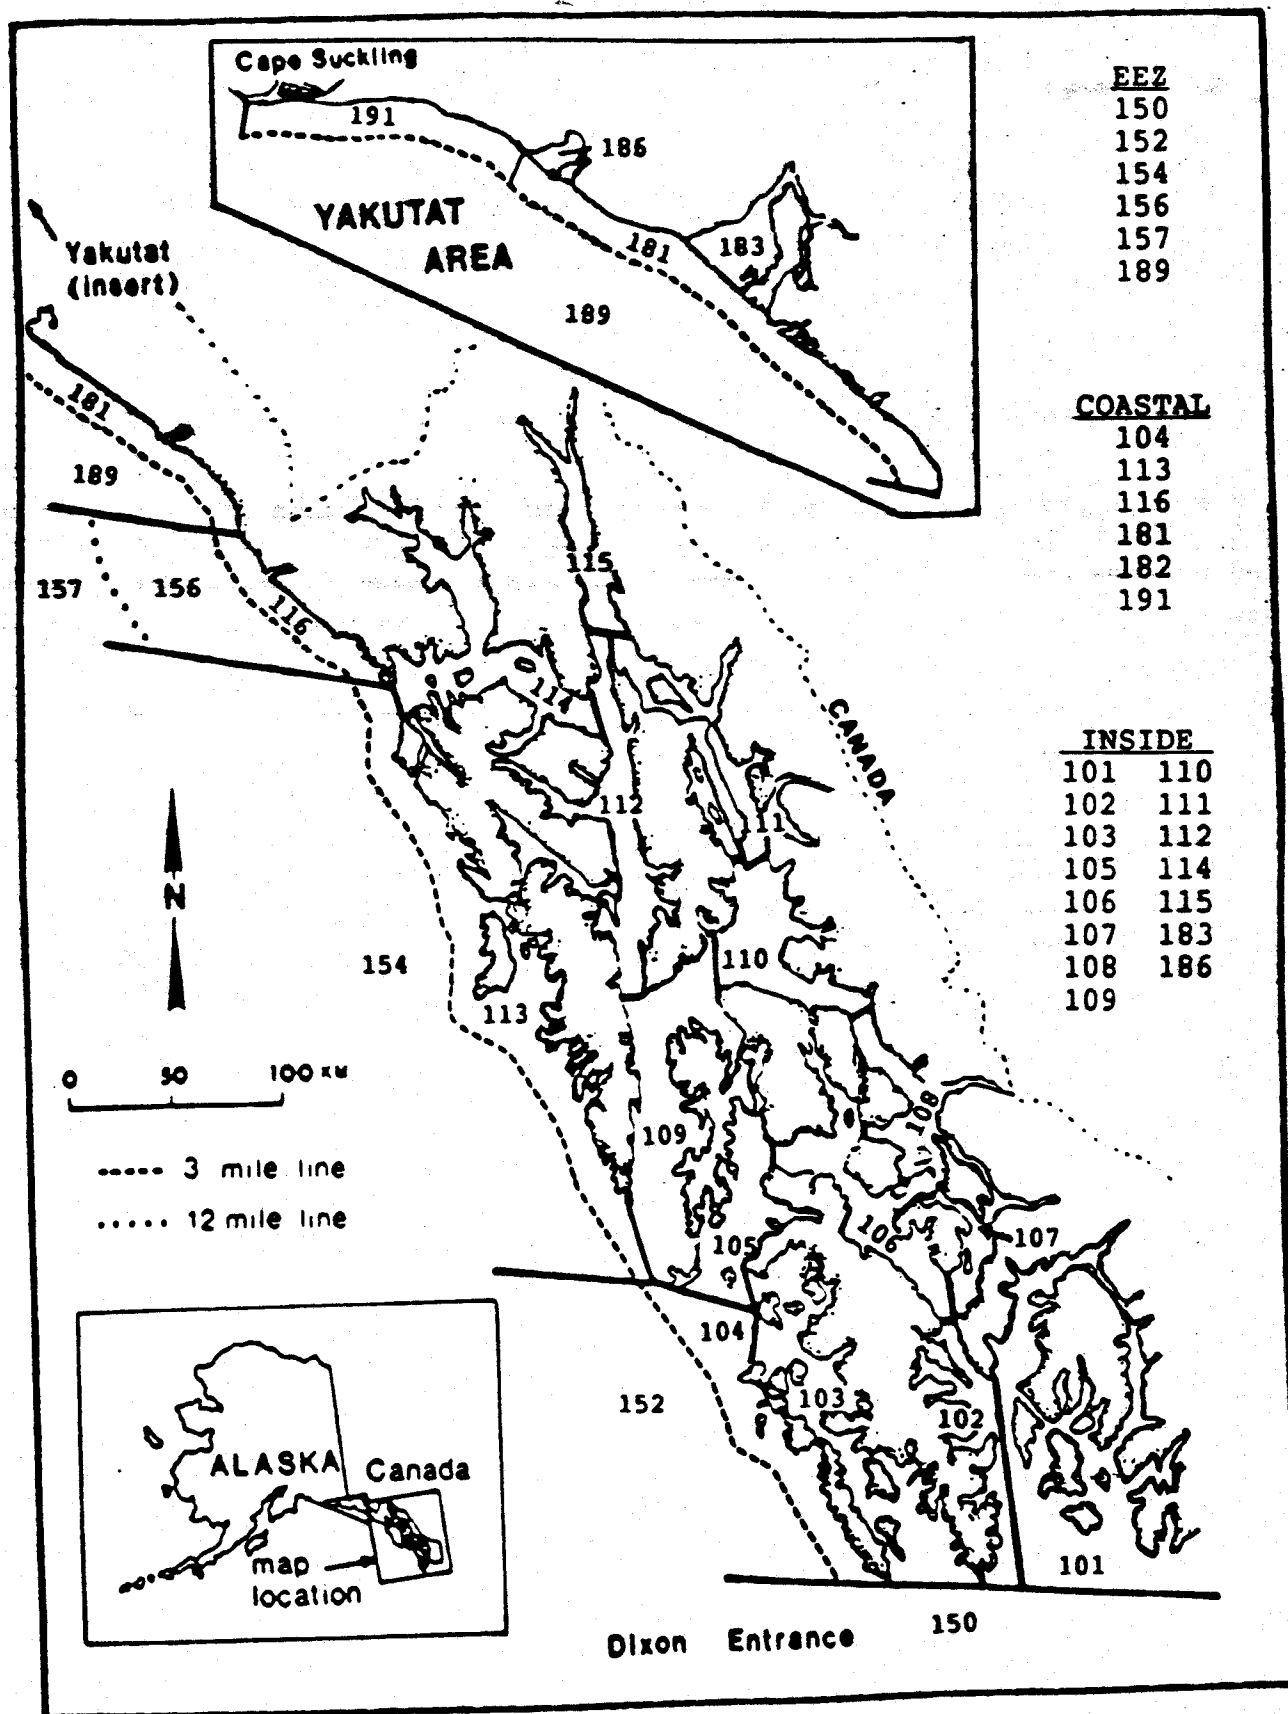 Cape Suckling
191
186
YAKUTAT
AREA
181
183
189
EEZ
150
152
154
156
157
189
Yakutat
(insert)
181
189
157
156
116
115
114
112
111
CANADA
COASTAL
104
113
116
181
182
191
INSIDE
101 110
102 111
103 112
105 114
106 115
107 183
108 186
109
N
154
113
110
0 50 100 KM
3 mile line
12 mile line
109
108
106
107
105
104
103
102
152
101
150
Dixon Entrance
ALASKA
Canada
map
location